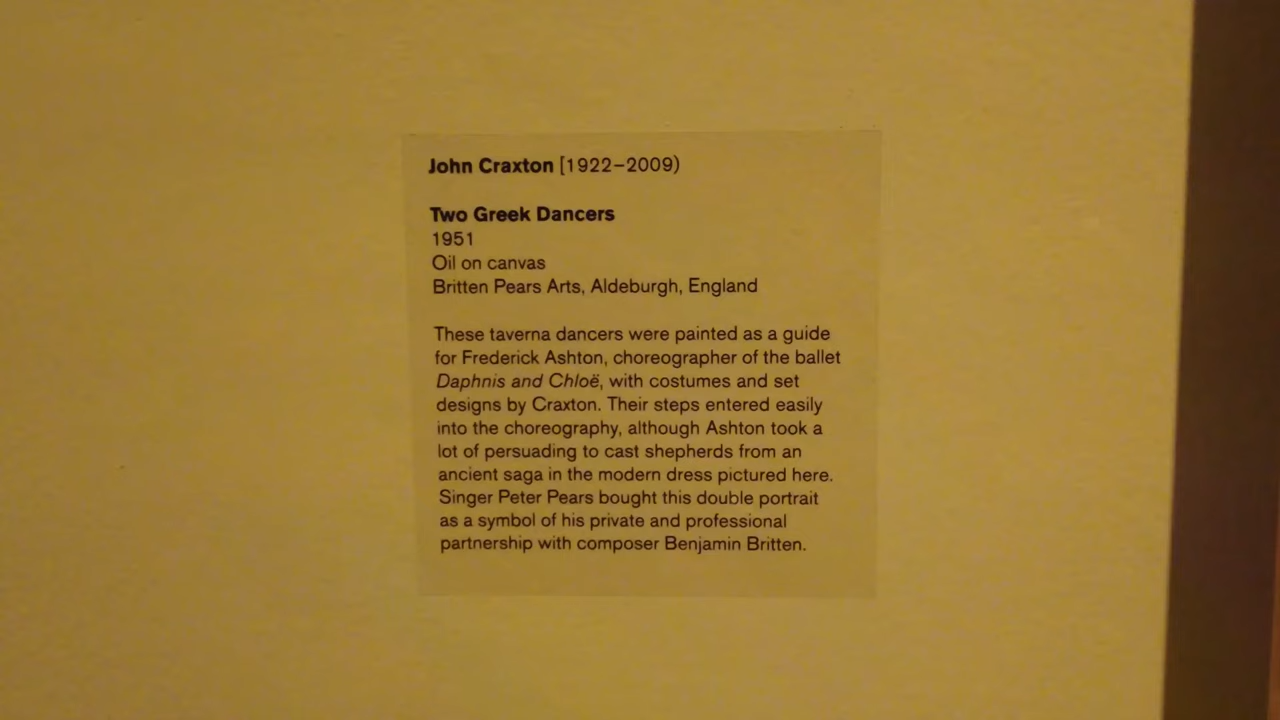 John Craxton [1922–2009)
Two Greek Dancers
1951
Oil on canvas
Britten Pears Arts, Aldeburgh, England
These taverna dancers were painted as a guide
for Frederick Ashton, choreographer of the ballet
Daphnis and Chloë, with costumes and set
designs by Craxton. Their steps entered easily
into the choreography, although Ashton took a
lot of persuading to cast shepherds from an
ancient saga in the modern dress pictured here.
Singer Peter Pears bought this double portrait
as a symbol of his private and professional
partnership with composer Benjamin Britten.